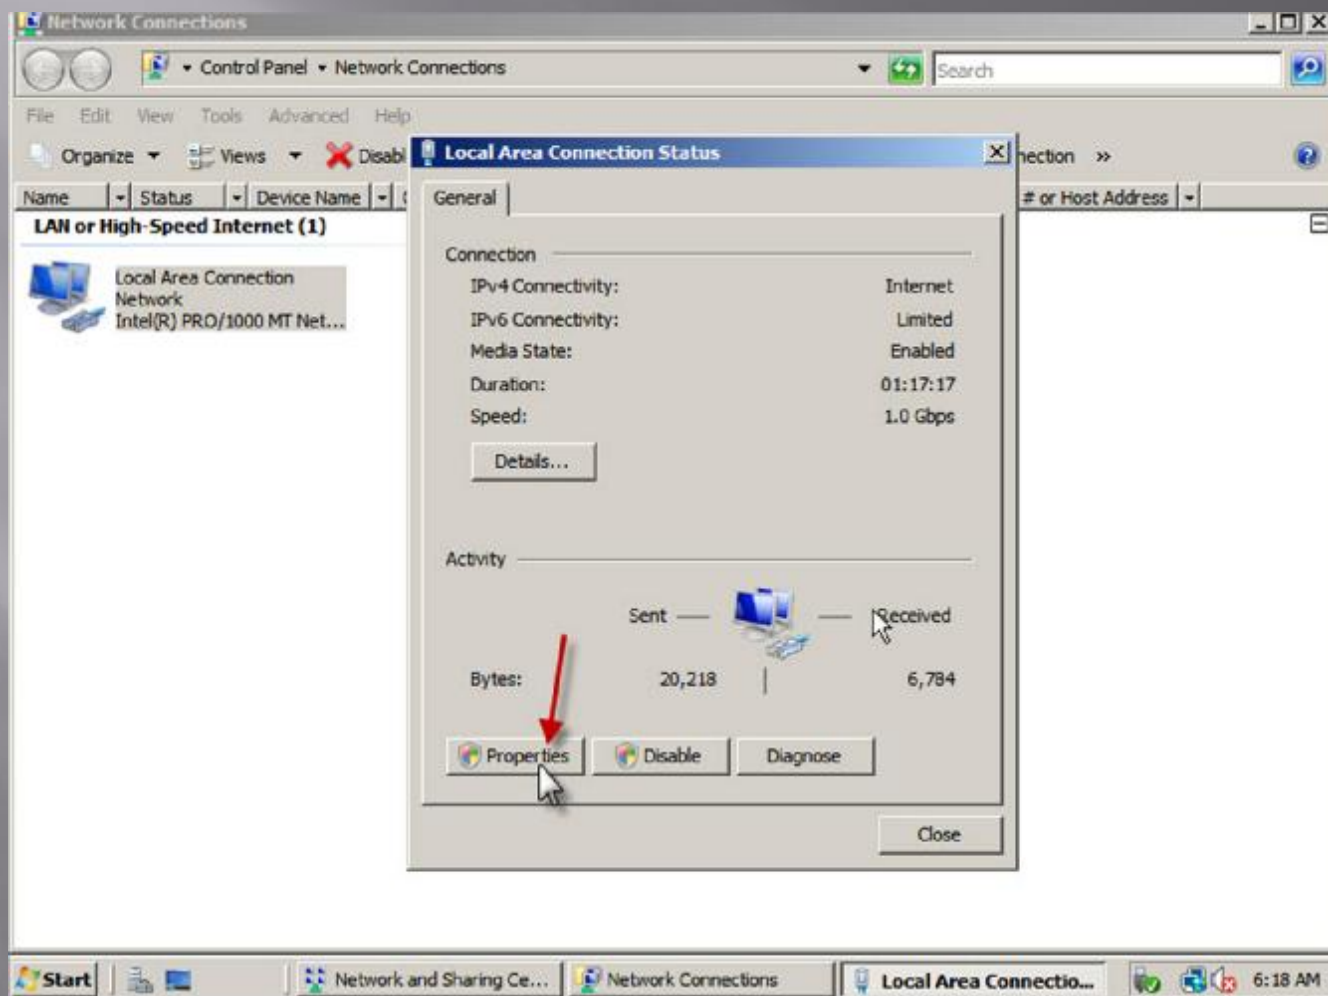 Network Connections
Control Panel Network Connections
Search
File Edit View Tools Advanced Help
Organize Views Disabl nection »
Name Status Device Name # or Host Address
LAN or High-Speed Internet (1)
Local Area Connection
Network
Intel(R) PRO/1000 MT Net...
Local Area Connection Status
General
Connection
IPv4 Connectivity: Internet
IPv6 Connectivity: Limited
Media State: Enabled
Duration: 01:17:17
Speed: 1.0 Gbps
Details...
Activity
Sent Received
Bytes: 20,218 6,784
Properties Disable Diagnose
Close
Start Network and Sharing Ce... Network Connections Local Area Connectio... 6:18 AM